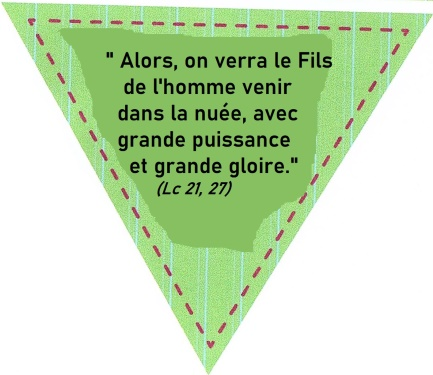 " Alors, on verra le Fils
de l'homme venir
dans la nuée, avec
grande puissance
et grande gloire."
(Lc 21, 27)